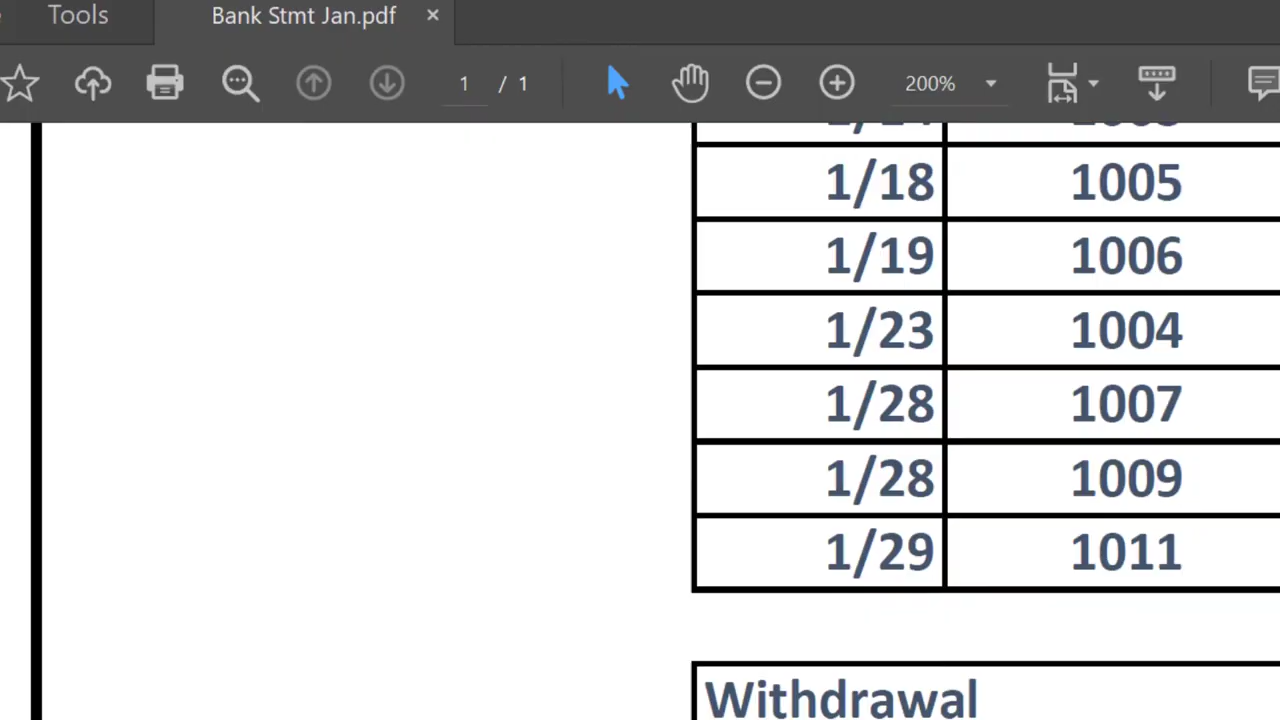 Tools Bank Stmt Jan.pdf ×
1 / 1 200%
1/18 1005
1/19 1006
1/23 1004
1/28 1007
1/28 1009
1/29 1011
Withdrawal